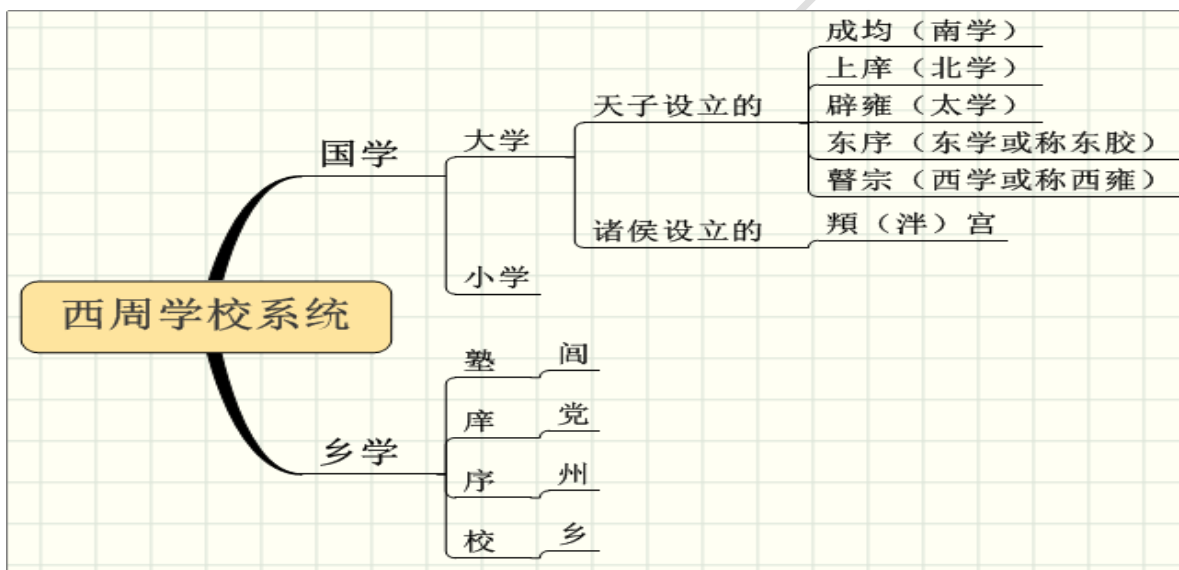 西周学校系统
国学
大学
天子设立的
成均（南学）
上庠（北学）
辟雍（太学）
东序（东学或称东胶）
瞽宗（西学或称西雍）
诸侯设立的
頖（泮）宫
小学
乡学
塾 闾
庠 党
序 州
校 乡